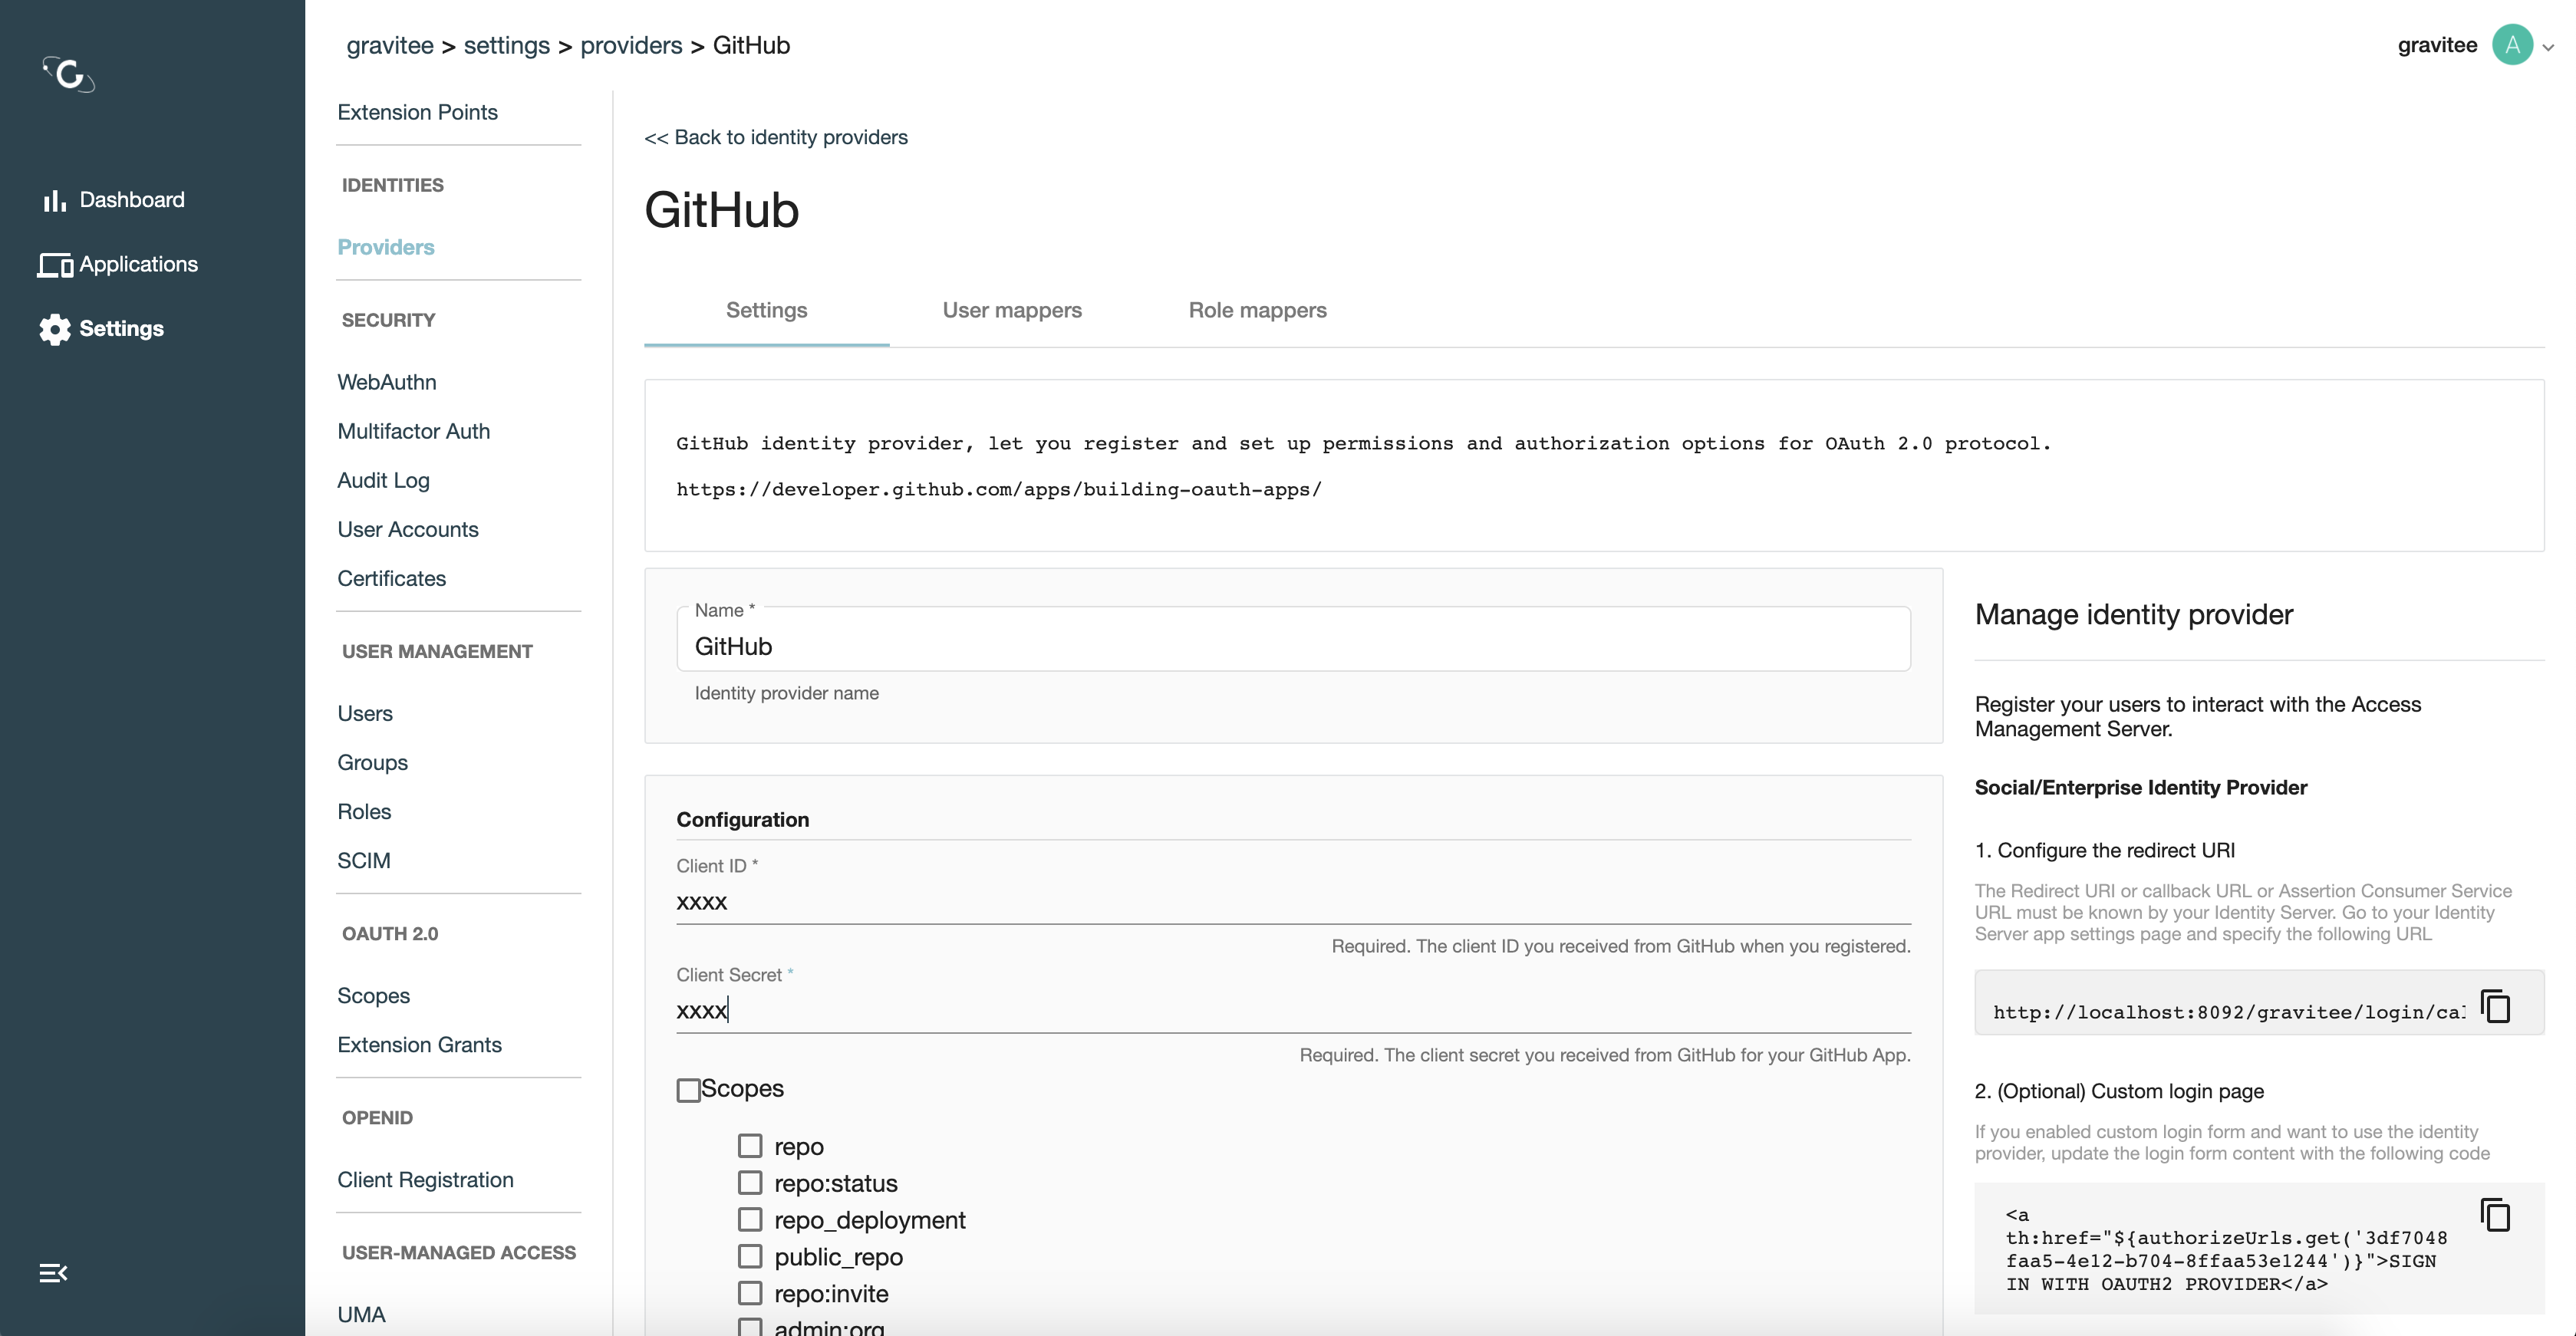 gravitee > settings > providers > GitHub
gravitee
A
Dashboard
Applications
Settings
Extension Points
IDENTITIES
Providers
SECURITY
WebAuthn
Multifactor Auth
Audit Log
User Accounts
Certificates
USER MANAGEMENT
Users
Groups
Roles
SCIM
OAUTH 2.0
Scopes
Extension Grants
OPENID
Client Registration
USER-MANAGED ACCESS
UMA
<< Back to identity providers
GitHub
Settings
User mappers
Role mappers
GitHub identity provider, let you register and set up permissions and authorization options for OAuth 2.0 protocol.
https://developer.github.com/apps/building-oauth-apps/
Name *
GitHub
Identity provider name
Configuration
Client ID *
xxxx
Required. The client ID you received from GitHub when you registered.
Client Secret *
xxxx
Required. The client secret you received from GitHub for your GitHub App.
Scopes
repo
repo:status
repo_deployment
public_repo
repo:invite
admin:org
Manage identity provider
Register your users to interact with the Access
Management Server.
Social/Enterprise Identity Provider
1. Configure the redirect URI
The Redirect URI or callback URL or Assertion Consumer Service
URL must be known by your Identity Server. Go to your Identity
Server app settings page and specify the following URL
http://localhost:8092/gravitee/login/cal
2. (Optional) Custom login page
If you enabled custom login form and want to use the identity
provider, update the login form content with the following code
<a
th:href="${authorizeUrls.get('3df7048
faa5-4e12-b704-8ffaa53e1244')}">SIGN
IN WITH OAUTH2 PROVIDER</a>